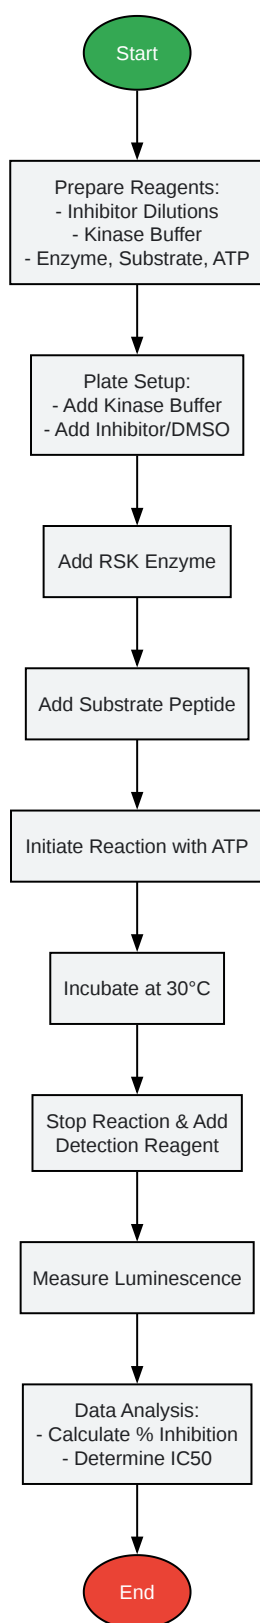 Start
Prepare Reagents:
- Inhibitor Dilutions
- Kinase Buffer
- Enzyme, Substrate, ATP
Plate Setup:
- Add Kinase Buffer
- Add Inhibitor/DMSO
Add RSK Enzyme
Add Substrate Peptide
Initiate Reaction with ATP
Incubate at 30°C
Stop Reaction & Add
Detection Reagent
Measure Luminescence
Data Analysis:
- Calculate % Inhibition
- Determine IC50
End